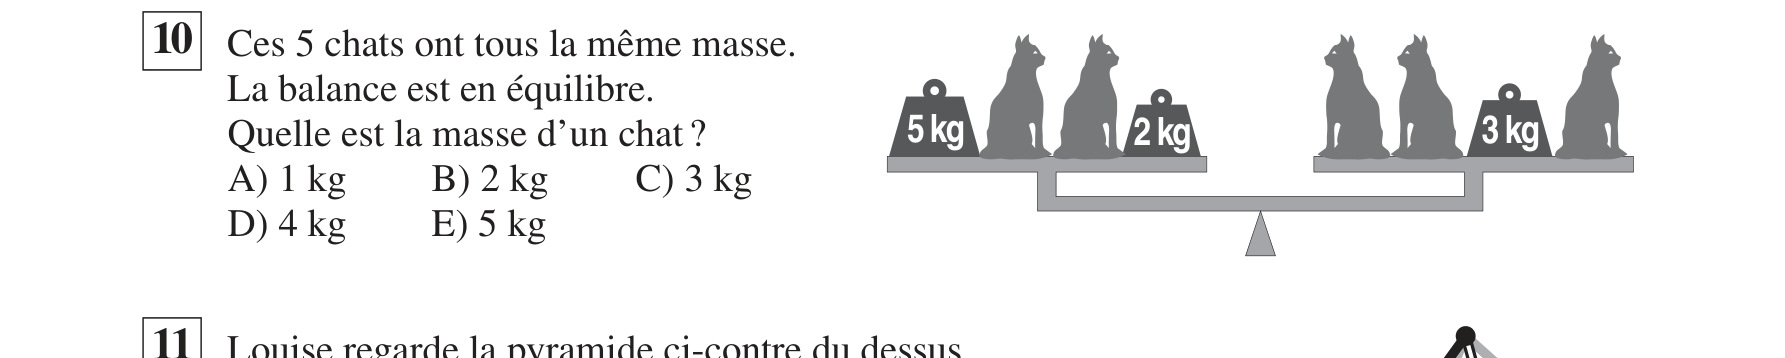 10 Ces 5 chats ont tous la même masse.
La balance est en équilibre.
Quelle est la masse d’un chat ?
A) 1 kg B) 2 kg C) 3 kg
D) 4 kg E) 5 kg
5 kg 2 kg 3 kg
11 Louise regarde la pyramide ci-contre du dessus